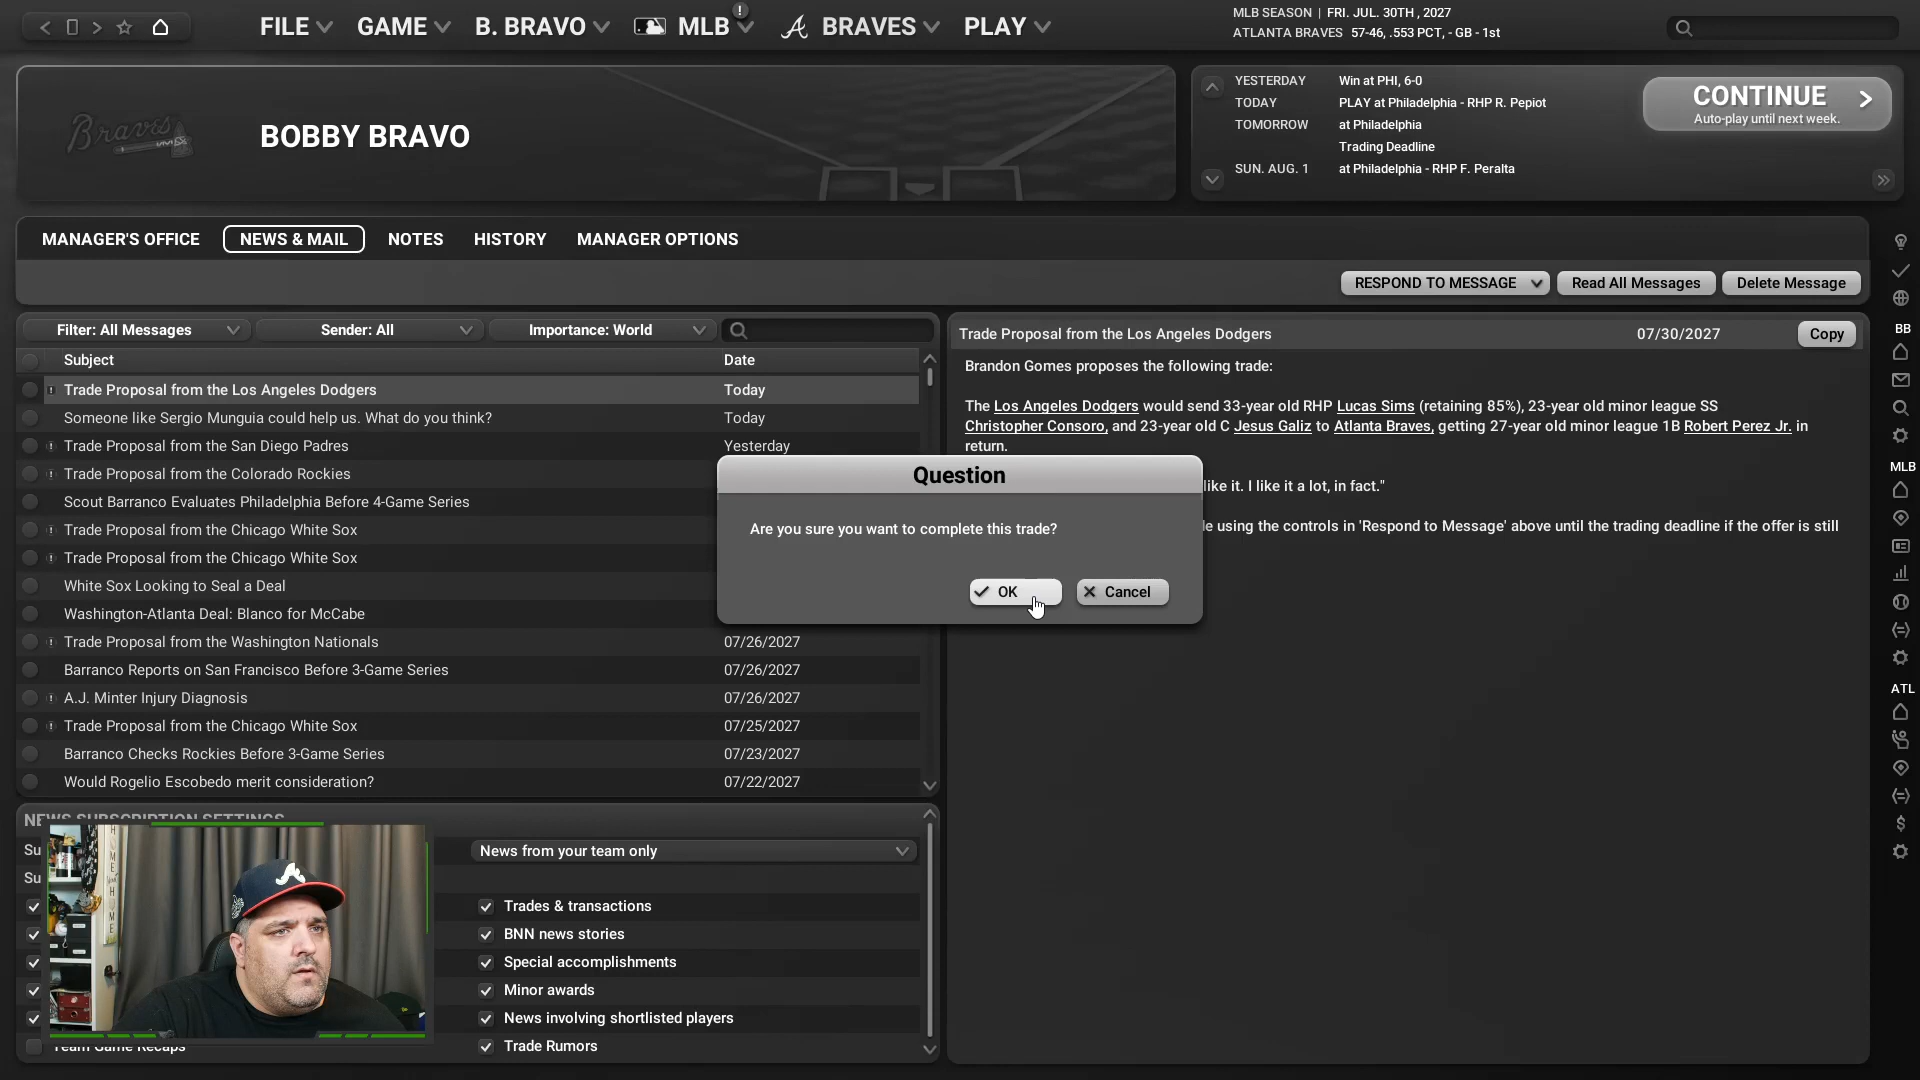 FILE GAME B. BRAVO MLB BRAVES PLAY
MLB SEASON | FRI. JUL. 30TH , 2027
ATLANTA BRAVES 57-46, .553 PCT, - GB - 1st
Braves
BOBBY BRAVO
YESTERDAY Win at PHI, 6-0
TODAY PLAY at Philadelphia - RHP R. Pepiot
TOMORROW at Philadelphia
Trading Deadline
SUN. AUG. 1 at Philadelphia - RHP F. Peralta
CONTINUE
Auto-play until next week.
MANAGER'S OFFICE NEWS & MAIL NOTES HISTORY MANAGER OPTIONS
RESPOND TO MESSAGE Read All Messages Delete Message
Filter: All Messages Sender: All Importance: World
Subject Date
Trade Proposal from the Los Angeles Dodgers Today
Someone like Sergio Munguia could help us. What do you think? Today
Trade Proposal from the San Diego Padres Yesterday
Trade Proposal from the Colorado Rockies
Scout Barranco Evaluates Philadelphia Before 4-Game Series
Trade Proposal from the Chicago White Sox
Trade Proposal from the Chicago White Sox
White Sox Looking to Seal a Deal
Washington-Atlanta Deal: Blanco for McCabe
Trade Proposal from the Washington Nationals 07/26/2027
Barranco Reports on San Francisco Before 3-Game Series 07/26/2027
A.J. Minter Injury Diagnosis 07/26/2027
Trade Proposal from the Chicago White Sox 07/25/2027
Barranco Checks Rockies Before 3-Game Series 07/23/2027
Would Rogelio Escobedo merit consideration? 07/22/2027
Trade Proposal from the Los Angeles Dodgers 07/30/2027 Copy
Brandon Gomes proposes the following trade:
The Los Angeles Dodgers would send 33-year old RHP Lucas Sims (retaining 85%), 23-year old minor league SS
Christopher Consoro, and 23-year old C Jesus Galiz to Atlanta Braves, getting 27-year old minor league 1B Robert Perez Jr. in
return.
like it. I like it a lot, in fact."
using the controls in 'Respond to Message' above until the trading deadline if the offer is still
Question
Are you sure you want to complete this trade?
OK Cancel
NEWS SUBSCRIPTION SETTINGS
Su News from your team only
Su
Trades & transactions
BNN news stories
Special accomplishments
Minor awards
News involving shortlisted players
Team Game Recaps Trade Rumors
BB
MLB
ATL